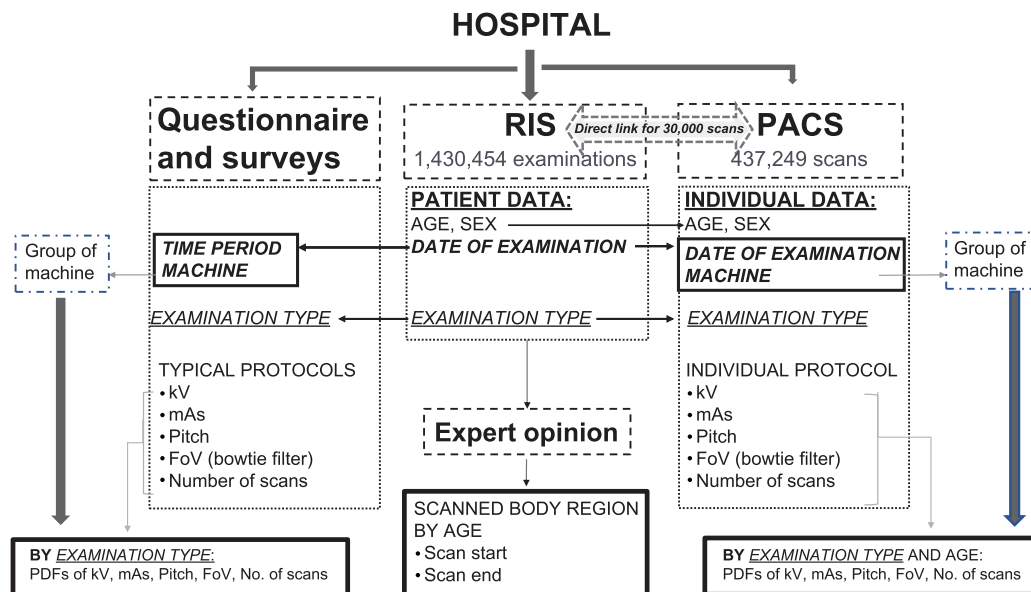 HOSPITAL
Questionnaire
and surveys
RIS
1,430,454 examinations
Direct link for 30,000 scans
PACS
437,249 scans
Group of
machine
TIME PERIOD
MACHINE
EXAMINATION TYPE
TYPICAL PROTOCOLS
• kV
• mAs
• Pitch
• FoV (bowtie filter)
• Number of scans
BY EXAMINATION TYPE:
PDFs of kV, mAs, Pitch, FoV, No. of scans
PATIENT DATA:
AGE, SEX
DATE OF EXAMINATION
EXAMINATION TYPE
Expert opinion
SCANNED BODY REGION
BY AGE
• Scan start
• Scan end
INDIVIDUAL DATA:
AGE, SEX
DATE OF EXAMINATION
MACHINE
EXAMINATION TYPE
INDIVIDUAL PROTOCOL
• kV
• mAs
• Pitch
• FoV (bowtie filter)
• Number of scans
Group of
machine
BY EXAMINATION TYPE AND AGE:
PDFs of kV, mAs, Pitch, FoV, No. of scans